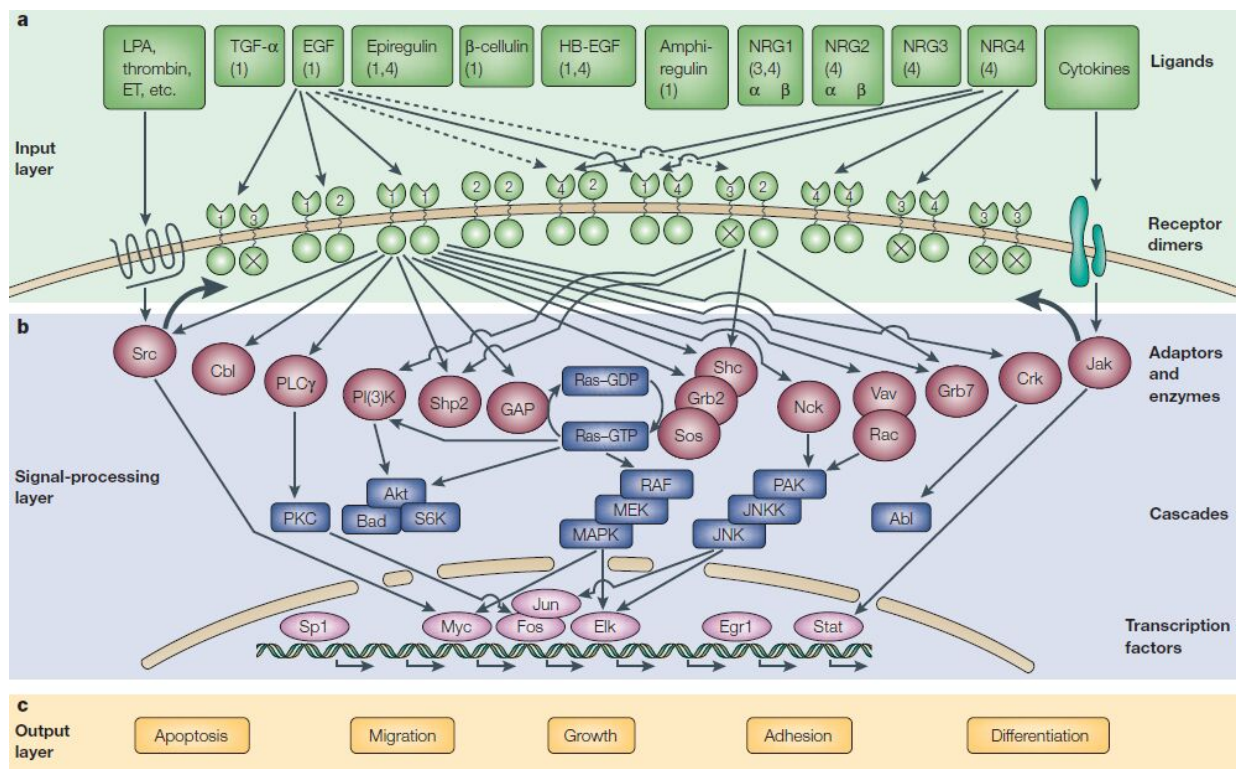 a
LPA,
thrombin,
ET, etc.
TGF-α
(1)
EGF
(1)
Epiregulin
(1,4)
β-cellulin
(1)
HB-EGF
(1,4)
Amphi-
regulin
(1)
NRG1
(3,4)
α β
NRG2
(4)
α β
NRG3
(4)
NRG4
(4)
Cytokines
Ligands
Input
layer
1 3
1 2
1 1
2 2
4 2
1 4
3 2
4 4
3 4
3 3
Receptor
dimers
b
Src
Cbl
PLCγ
PI(3)K
Shp2
GAP
Ras–GDP
Ras–GTP
Shc
Grb2
Sos
Nck
Vav
Rac
Grb7
Crk
Jak
Adaptors
and
enzymes
Signal-processing
layer
PKC
Akt
Bad
S6K
RAF
MEK
MAPK
PAK
JNKK
JNK
Abl
Cascades
Sp1
Myc
Jun
Fos
Elk
Egr1
Stat
Transcription
factors
c
Output
layer
Apoptosis
Migration
Growth
Adhesion
Differentiation